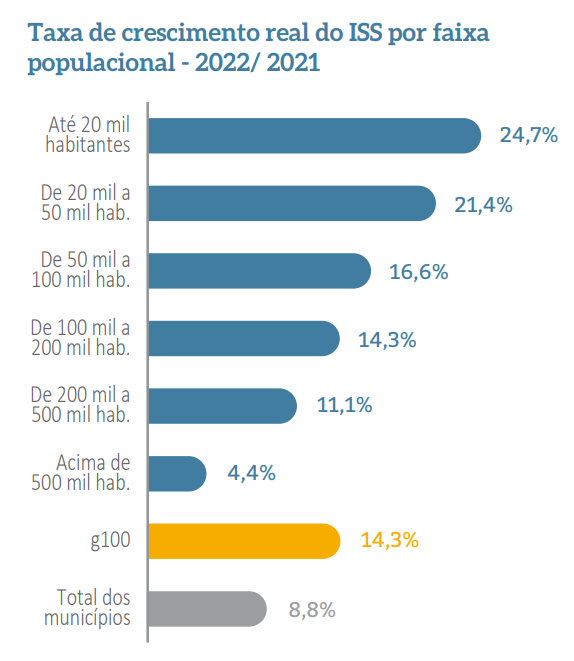 Taxa de crescimento real do ISS por faixa
populacional - 2022/ 2021
Até 20 mil
habitantes
24,7%
De 20 mil a
50 mil hab.
21,4%
De 50 mil a
100 mil hab.
16,6%
De 100 mil a
200 mil hab.
14,3%
De 200 mil a
500 mil hab.
11,1%
Acima de
500 mil hab.
4,4%
g100
14,3%
Total dos
municípios
8,8%